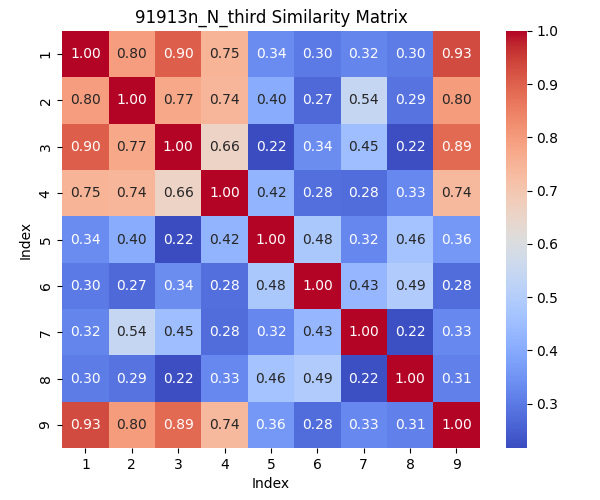 91913n_N_third Similarity Matrix
1 1.00 0.80 0.90 0.75 0.34 0.30 0.32 0.30 0.93
2 0.80 1.00 0.77 0.74 0.40 0.27 0.54 0.29 0.80
3 0.90 0.77 1.00 0.66 0.22 0.34 0.45 0.22 0.89
4 0.75 0.74 0.66 1.00 0.42 0.28 0.28 0.33 0.74
5 0.34 0.40 0.22 0.42 1.00 0.48 0.32 0.46 0.36
6 0.30 0.27 0.34 0.28 0.48 1.00 0.43 0.49 0.28
7 0.32 0.54 0.45 0.28 0.32 0.43 1.00 0.22 0.33
8 0.30 0.29 0.22 0.33 0.46 0.49 0.22 1.00 0.31
9 0.93 0.80 0.89 0.74 0.36 0.28 0.33 0.31 1.00
1 2 3 4 5 6 7 8 9
Index
Index
1.0
0.9
0.8
0.7
0.6
0.5
0.4
0.3